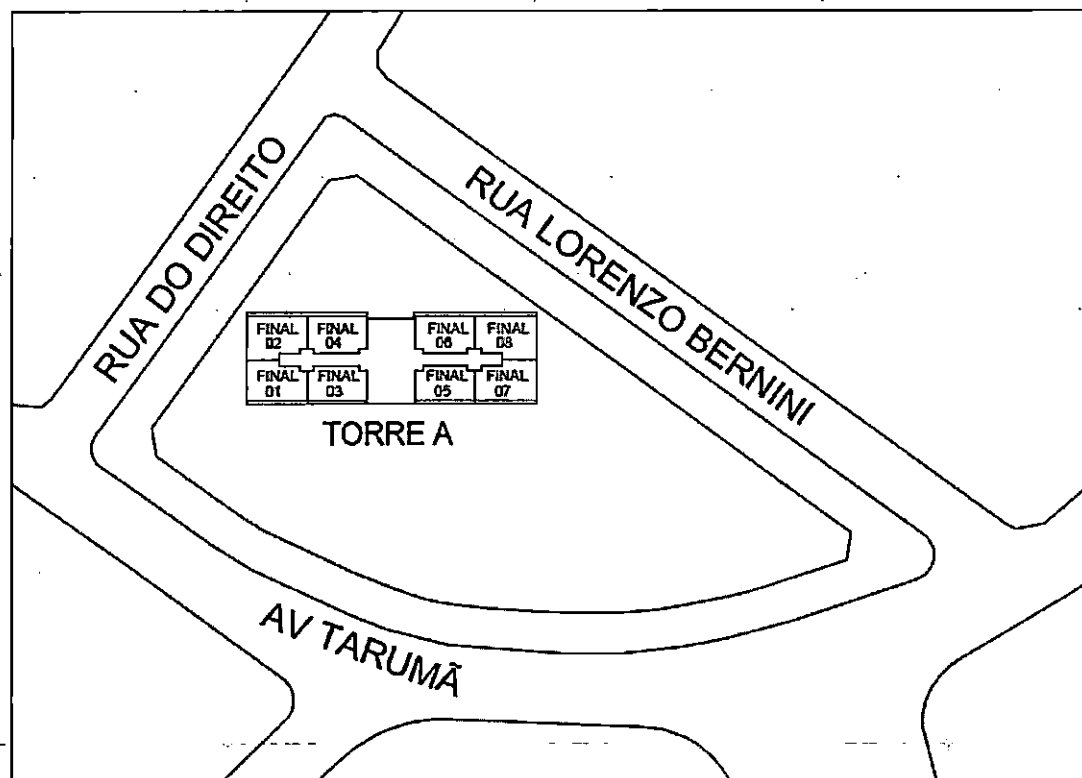 RUA DO DIREITO
RUA LORENZO BERNINI
FINAL
02
FINAL
04
FINAL
06
FINAL
08
FINAL
01
FINAL
03
FINAL
05
FINAL
07
TORRE A
AV TARUMÃ